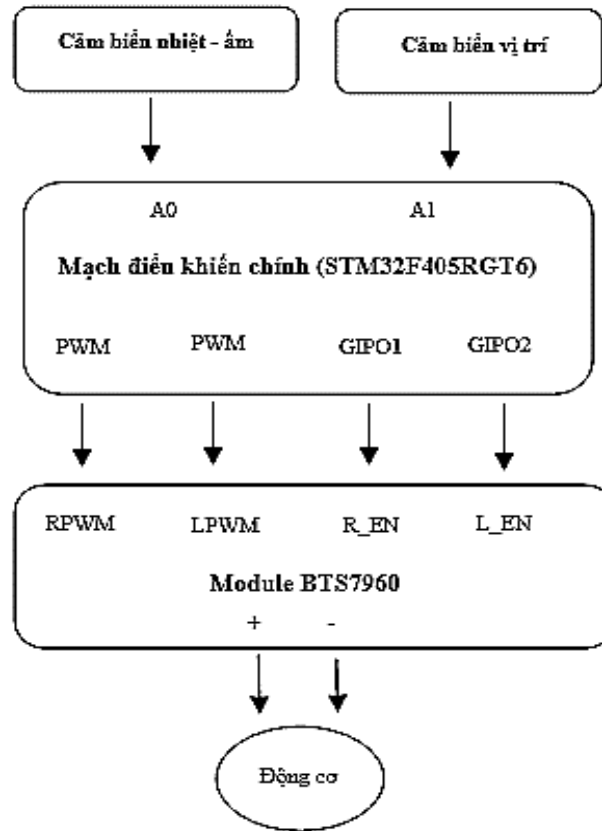 Cảm biến nhiệt - ẩm
Cảm biến vị trí
A0 A1
Mạch điều khiển chính (STM32F405RGT6)
PWM PWM GIPO1 GIPO2
RPWM LPWM R_EN L_EN
Module BTS7960
+ -
Động cơ